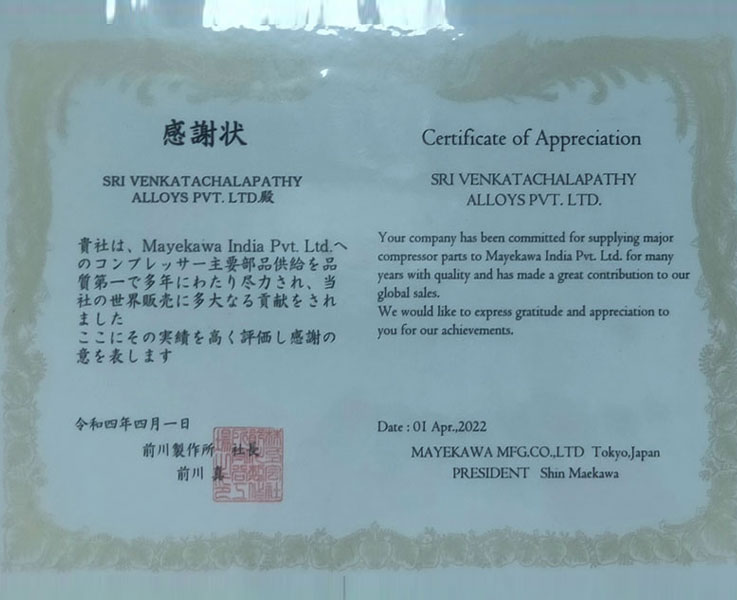 感謝状
SRI VENKATACHALAPATHY
ALLOYS PVT. LTD.殿
貴社は、Mayekawa India Pvt. Ltd.へ
のコンプレッサー主要部品供給を品
質第一で多年にわたり尽力され、当
社の世界販売に多大なる貢献をされ
ました
ここにその実績を高く評価し感謝の
意を表します
令和四年四月一日
前川製作所 社長
前川 真
Certificate of Appreciation
SRI VENKATACHALAPATHY
ALLOYS PVT. LTD.
Your company has been committed for supplying major
compressor parts to Mayekawa India Pvt. Ltd. for many
years with quality and has made a great contribution to our
global sales.
We would like to express gratitude and appreciation to
you for our achievements.
Date : 01 Apr.,2022
MAYEKAWA MFG.CO.,LTD Tokyo,Japan
PRESIDENT Shin Maekawa